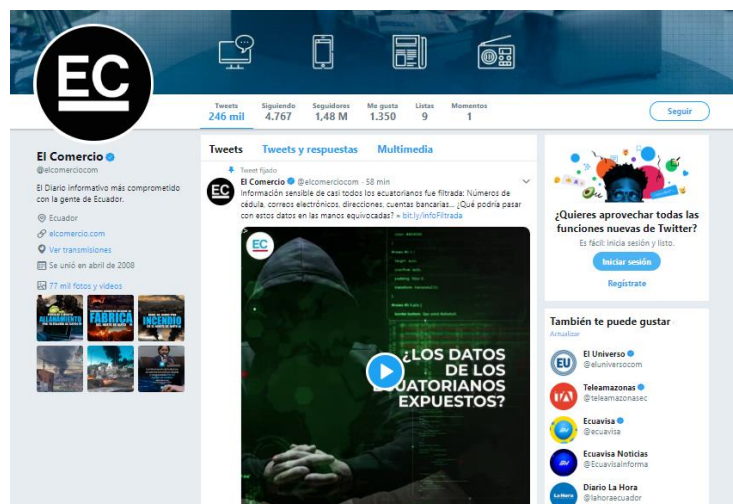 EC
Tweets Siguiendo Seguidores Me gusta Listas Momentos
246 mil 4.767 1,48 M 1.350 9 1
Seguir
El Comercio
@elcomerciocom
El Diario informativo más comprometido
con la gente de Ecuador.
Ecuador
elcomercio.com
Ver transmisiones
Se unió en abril de 2008
77 mil fotos y videos
ALLANAMIENTO
FÁBRICA
INCENDIO
Tweets Tweets y respuestas Multimedia
Tweet fijado
EC
El Comercio @elcomerciocom · 58 min
Información sensible de casi todos los ecuatorianos fue filtrada: Números de
cédula, correos electrónicos, direcciones, cuentas bancarias... ¿Qué podría pasar
con estos datos en las manos equivocadas? » bit.ly/infoFiltrada
EC
¿LOS DATOS
DE LOS
ECUATORIANOS
EXPUESTOS?
¿Quieres aprovechar todas las
funciones nuevas de Twitter?
Es fácil: inicia sesión y listo.
Iniciar sesión
Regístrate
También te puede gustar
Actualizar
EU
El Universo
@eluniversocom
Teleamazonas
@teleamazonasec
Ecuavisa
@ecuavisa
Ecuavisa Noticias
@EcuavisaInforma
La Hora
Diario La Hora
@lahoraecuador